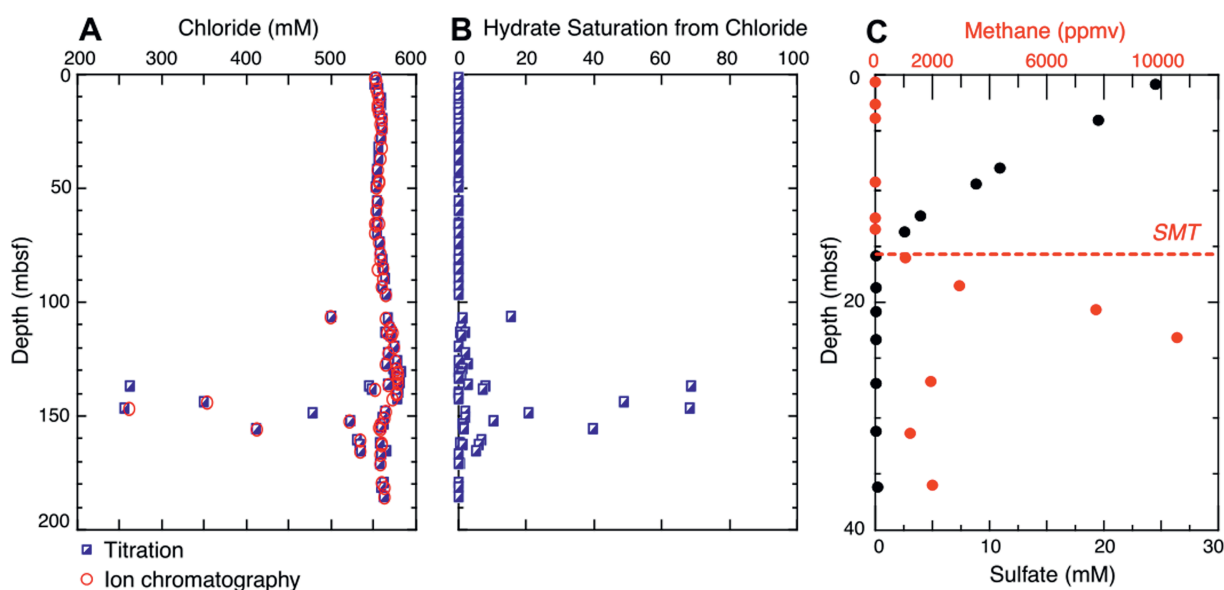 A Chloride (mM)
200 300 400 500 600
0
50
100
150
200
Depth (mbsf)
Titration
Ion chromatography
B Hydrate Saturation from Chloride
0 20 40 60 80 100
C Methane (ppmv)
0 2000 6000 10000
0
20
40
Depth (mbsf)
SMT
0 10 20 30
Sulfate (mM)